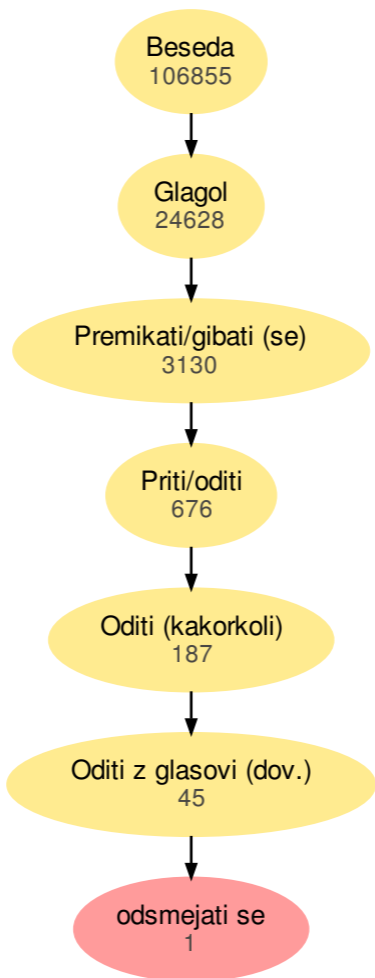 Beseda
106855
Glagol
24628
Premikati/gibati (se)
3130
Priti/oditi
676
Oditi (kakorkoli)
187
Oditi z glasovi (dov.)
45
odsmejati se
1